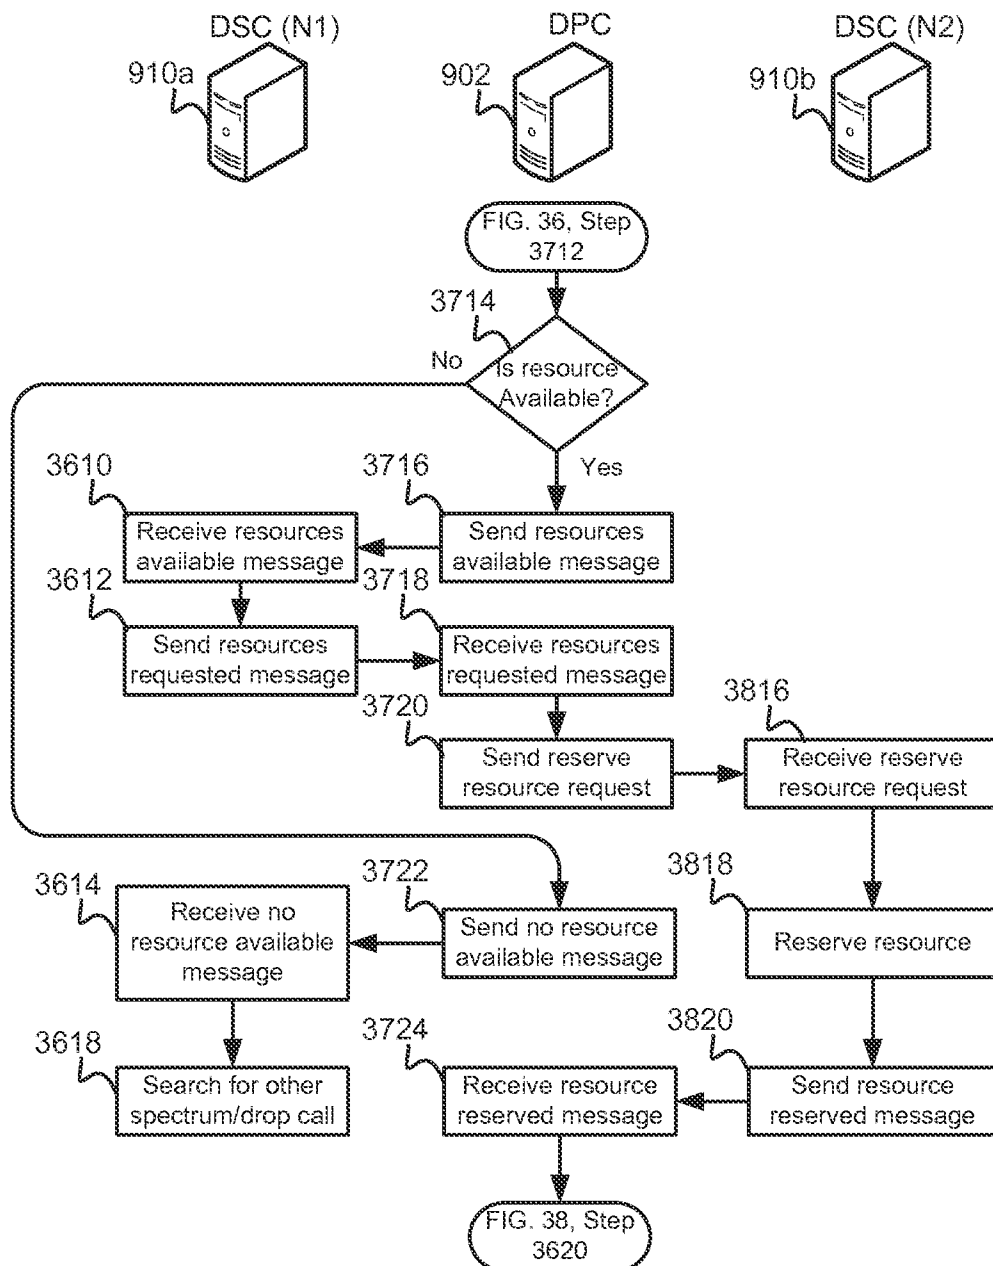 DSC (N1)
DPC
DSC (N2)
910a
902
910b
FIG. 36, Step
3712
3714
No
Is resource
Available?
Yes
3610
3716
Receive resources
available message
Send resources
available message
3612
3718
Send resources
requested message
Receive resources
requested message
3720
3816
Send reserve
resource request
Receive reserve
resource request
3614
3722
3818
Receive no
resource available
message
Send no resource
available message
Reserve resource
3618
3724
3820
Search for other
spectrum/drop call
Receive resource
reserved message
Send resource
reserved message
FIG. 38, Step
3620